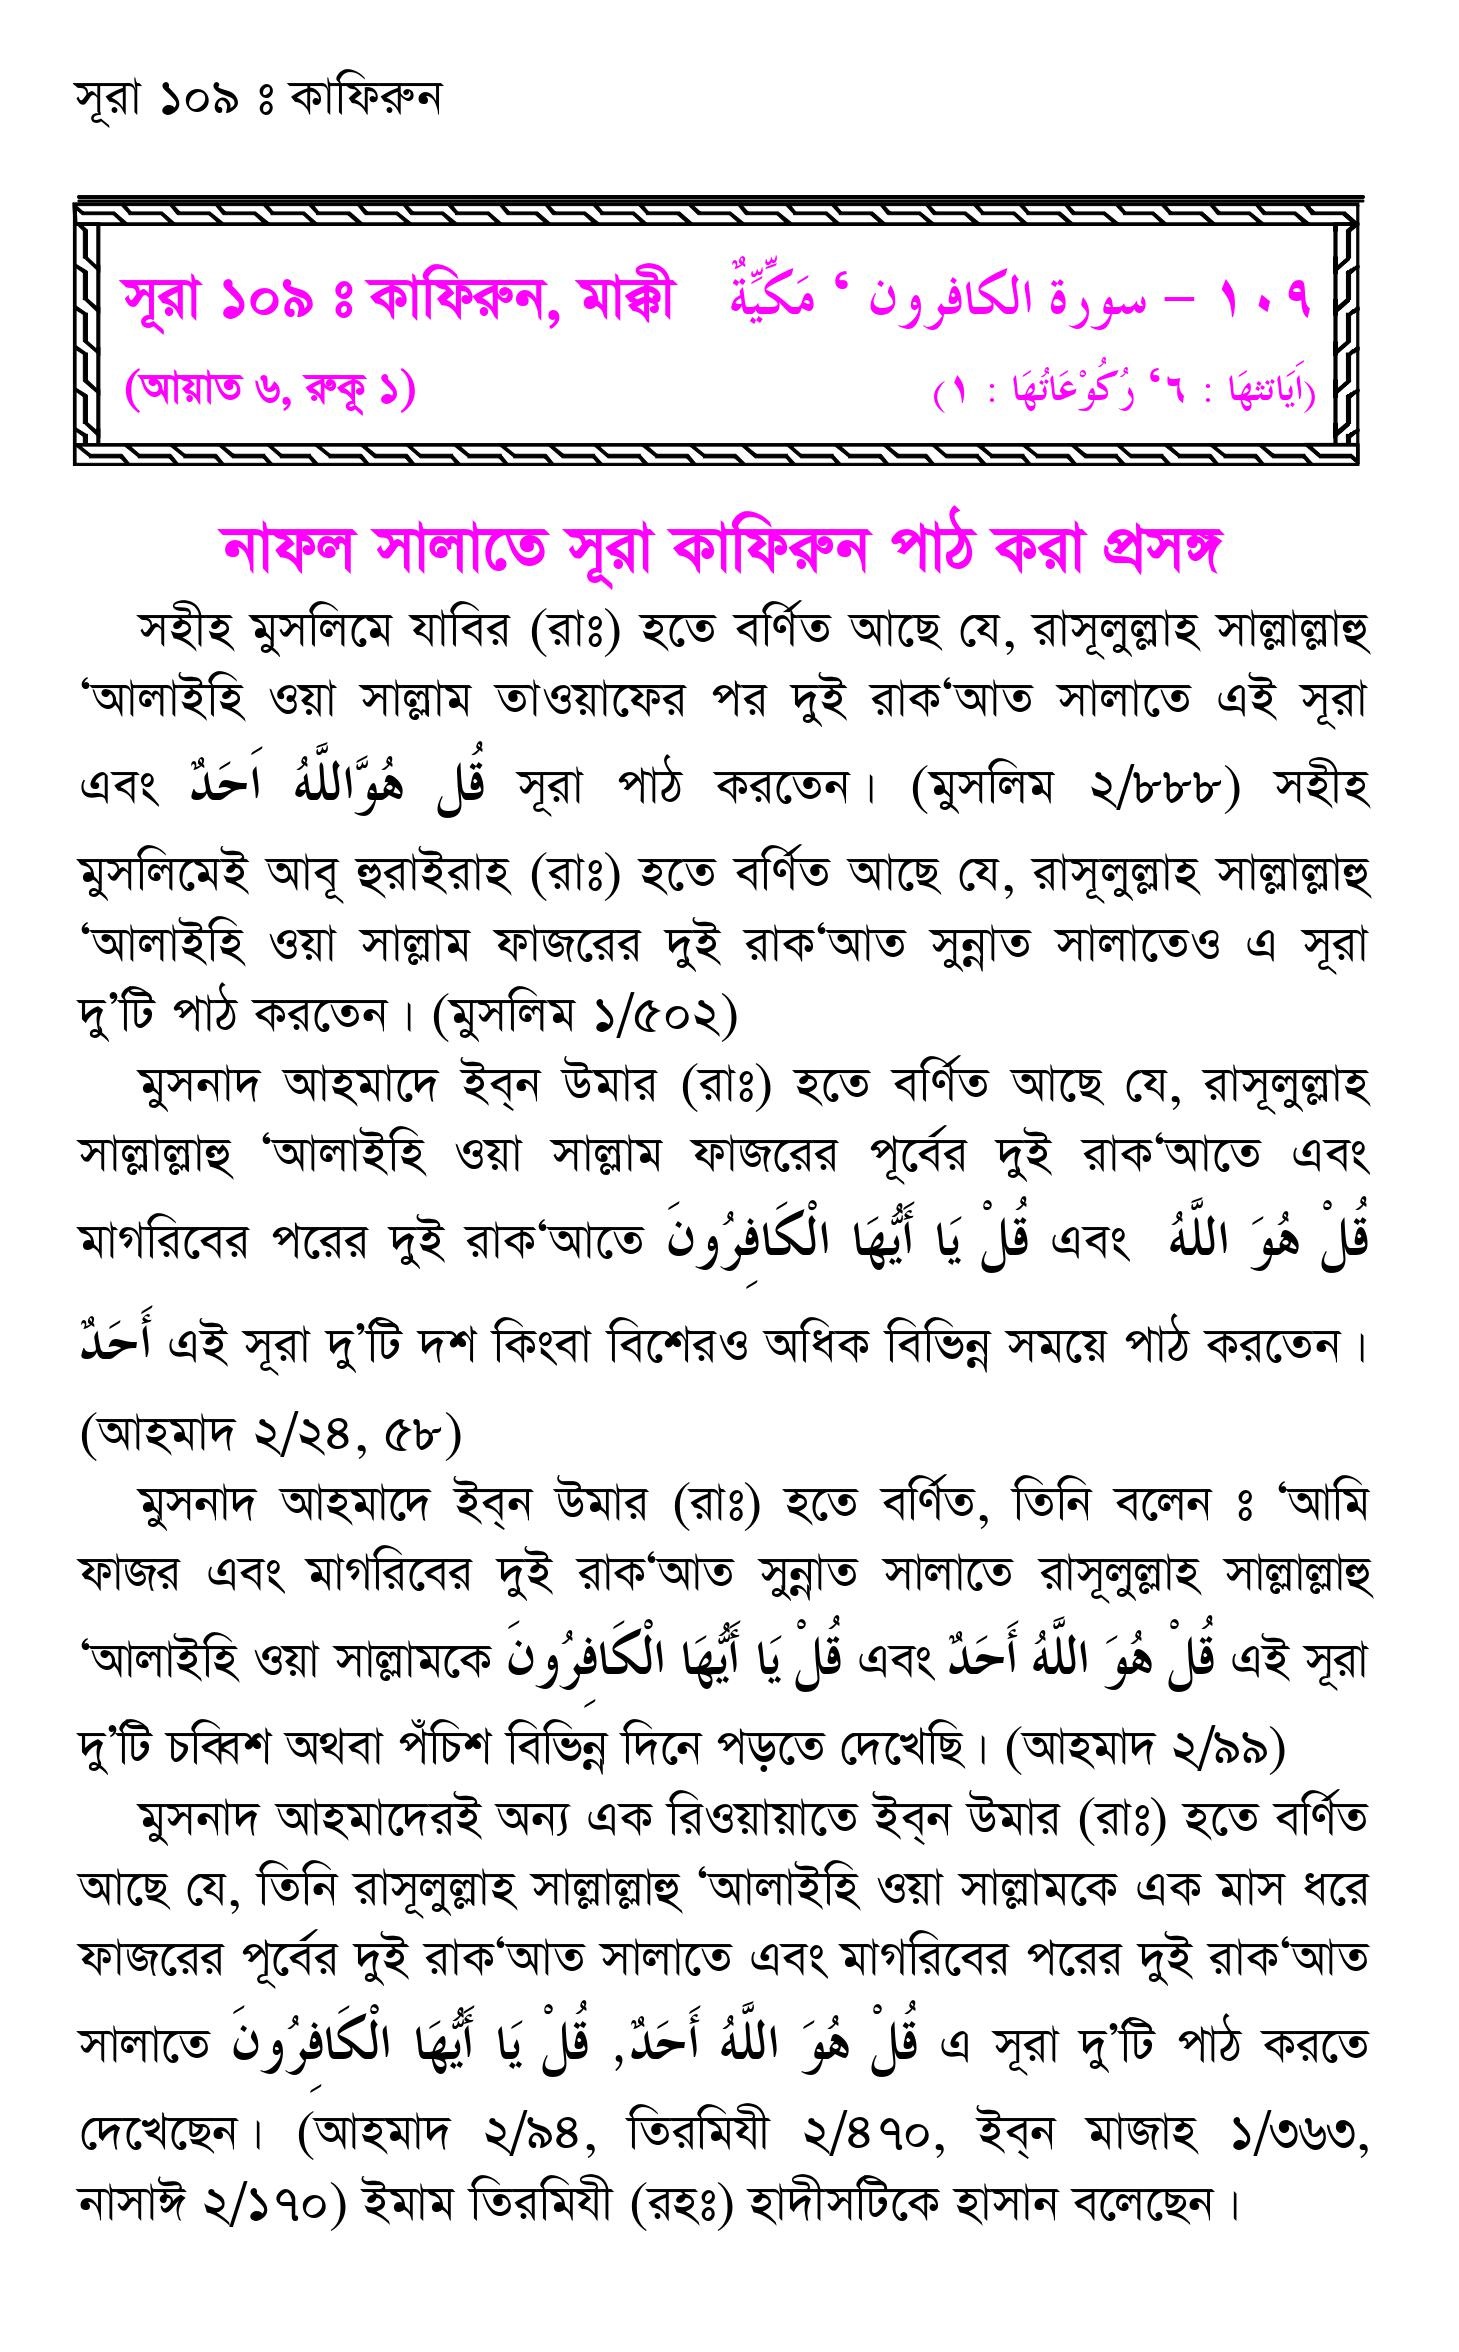 সূরা ১০৯ ঃ কাফিরুন
সূরা ১০৯ ঃ কাফিরুন, মাক্কী ١٠٩ – سورة الكافرون ‘ مَكِّيَّةٌ
(আয়াত ৬, রুকূ ১) (اَيَاتثهَا : ٦‘ رُكُوْعَاتُهَا : ١)
নাফল সালাতে সূরা কাফিরুন পাঠ করা প্রসঙ্গ
সহীহ মুসলিমে যাবির (রাঃ) হতে বর্ণিত আছে যে, রাসূলুল্লাহ সাল্লাল্লাহু
‘আলাইহি ওয়া সাল্লাম তাওয়াফের পর দুই রাক‘আত সালাতে এই সূরা
এবং قُل هُوَّاللَّهُ اَحَدٌ সূরা পাঠ করতেন। (মুসলিম ২/৮৮৮) সহীহ
মুসলিমেই আবূ হুরাইরাহ (রাঃ) হতে বর্ণিত আছে যে, রাসূলুল্লাহ সাল্লাল্লাহু
‘আলাইহি ওয়া সাল্লাম ফাজরের দুই রাক‘আত সুন্নাত সালাতেও এ সূরা
দু’টি পাঠ করতেন। (মুসলিম ১/৫০২)
মুসনাদ আহমাদে ইব্‌ন উমার (রাঃ) হতে বর্ণিত আছে যে, রাসূলুল্লাহ
সাল্লাল্লাহু ‘আলাইহি ওয়া সাল্লাম ফাজরের পূর্বের দুই রাক‘আতে এবং
মাগরিবের পরের দুই রাক‘আতে قُلْ يَا أَيُّهَا الْكَافِرُونَ এবং قُلْ هُوَ اللَّهُ
أَحَدٌ এই সূরা দু’টি দশ কিংবা বিশেরও অধিক বিভিন্ন সময়ে পাঠ করতেন।
(আহমাদ ২/২৪, ৫৮)
মুসনাদ আহমাদে ইব্‌ন উমার (রাঃ) হতে বর্ণিত, তিনি বলেন ঃ ‘আমি
ফাজর এবং মাগরিবের দুই রাক‘আত সুন্নাত সালাতে রাসূলুল্লাহ সাল্লাল্লাহু
‘আলাইহি ওয়া সাল্লামকে قُلْ يَا أَيُّهَا الْكَافِرُونَ এবং قُلْ هُوَ اللَّهُ أَحَدٌ এই সূরা
দু’টি চব্বিশ অথবা পঁচিশ বিভিন্ন দিনে পড়তে দেখেছি। (আহমাদ ২/৯৯)
মুসনাদ আহমাদেরই অন্য এক রিওয়ায়াতে ইব্‌ন উমার (রাঃ) হতে বর্ণিত
আছে যে, তিনি রাসূলুল্লাহ সাল্লাল্লাহু ‘আলাইহি ওয়া সাল্লামকে এক মাস ধরে
ফাজরের পূর্বের দুই রাক‘আত সালাতে এবং মাগরিবের পরের দুই রাক‘আত
সালাতে قُلْ هُوَ اللَّهُ أَحَدٌ, قُلْ يَا أَيُّهَا الْكَافِرُونَ এ সূরা দু’টি পাঠ করতে
দেখেছেন। (আহমাদ ২/৯৪, তিরমিযী ২/৪৭০, ইব্‌ন মাজাহ ১/৩৬৩,
নাসাঈ ২/১৭০) ইমাম তিরমিযী (রহঃ) হাদীসটিকে হাসান বলেছেন।